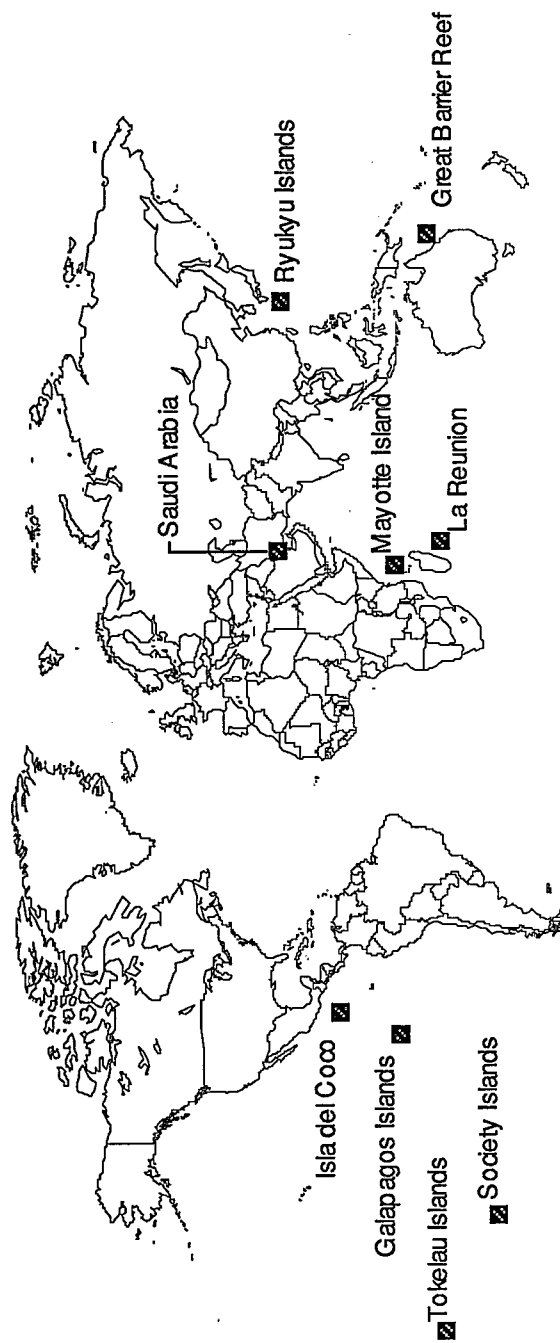 Isla del Coco
Galapagos Islands
Tokelau Islands
Society Islands
Saudi Arabia
Ryukyu Islands
Mayotte Island
La Reunion
Great Barrier Reef